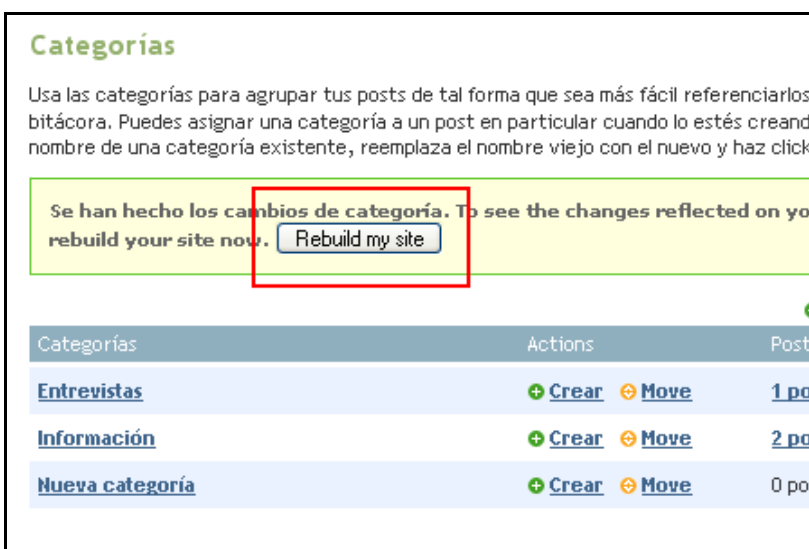 Categorías
Usa las categorías para agrupar tus posts de tal forma que sea más fácil referenciarlos
bitácora. Puedes asignar una categoría a un post en particular cuando lo estés
nombre de una categoría existente, reemplaza el nombre viejo con el nuevo y haz click
Se han hecho los cambios de categoría. To see the changes reflected on
rebuild your site now. Rebuild my site
Categorías Actions
Entrevistas Crear Move 1
Información Crear Move 2
Nueva categoría Crear Move 0